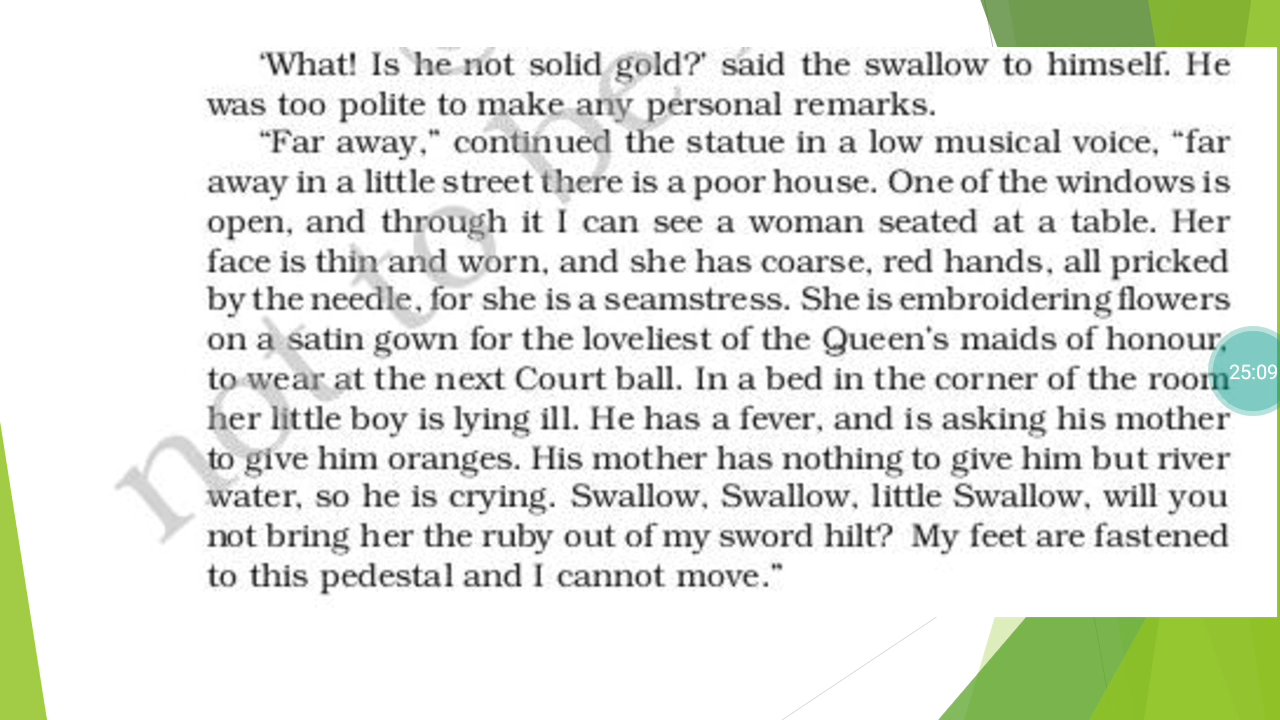 ‘What! Is he not solid gold?’ said the swallow to himself. He
was too polite to make any personal remarks.
“Far away,” continued the statue in a low musical voice, “far
away in a little street there is a poor house. One of the windows is
open, and through it I can see a woman seated at a table. Her
face is thin and worn, and she has coarse, red hands, all pricked
by the needle, for she is a seamstress. She is embroidering flowers
on a satin gown for the loveliest of the Queen's maids of honour,
to wear at the next Court ball. In a bed in the corner of the room
her little boy is lying ill. He has a fever, and is asking his mother
to give him oranges. His mother has nothing to give him but river
water, so he is crying. Swallow, Swallow, little Swallow, will you
not bring her the ruby out of my sword hilt? My feet are fastened
to this pedestal and I cannot move.”
25:09
not to be